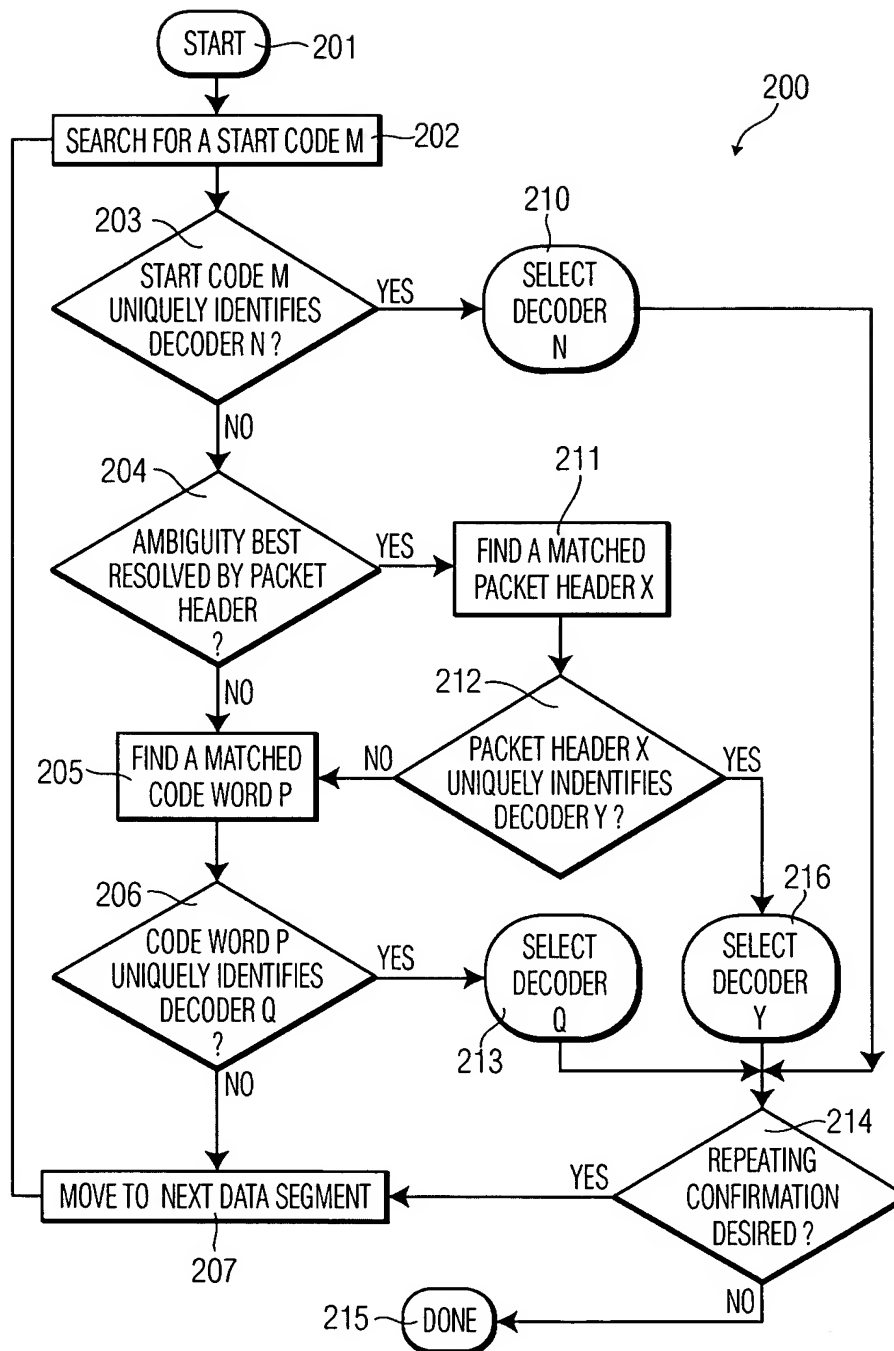 START
201
200
SEARCH FOR A START CODE M
202
203
START CODE M
UNIQUELY IDENTIFIES
DECODER N ?
YES
210
SELECT
DECODER
N
NO
204
AMBIGUITY BEST
RESOLVED BY PACKET
HEADER
?
YES
211
FIND A MATCHED
PACKET HEADER X
NO
212
PACKET HEADER X
UNIQUELY INDENTIFIES
DECODER Y ?
NO
YES
205
FIND A MATCHED
CODE WORD P
206
CODE WORD P
UNIQUELY IDENTIFIES
DECODER Q
?
YES
SELECT
DECODER
Q
213
216
SELECT
DECODER
Y
NO
214
REPEATING
CONFIRMATION
DESIRED ?
YES
MOVE TO NEXT DATA SEGMENT
207
NO
215
DONE